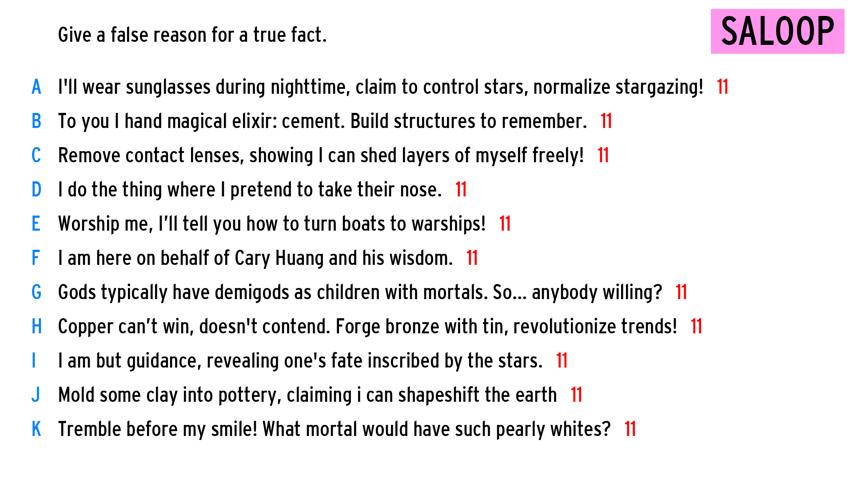 Give a false reason for a true fact.
SALOOP
A I'll wear sunglasses during nighttime, claim to control stars, normalize stargazing! 11
B To you I hand magical elixir: cement. Build structures to remember. 11
C Remove contact lenses, showing I can shed layers of myself freely! 11
D I do the thing where I pretend to take their nose. 11
E Worship me, I’ll tell you how to turn boats to warships! 11
F I am here on behalf of Cary Huang and his wisdom. 11
G Gods typically have demigods as children with mortals. So... anybody willing? 11
H Copper can’t win, doesn't contend. Forge bronze with tin, revolutionize trends! 11
I I am but guidance, revealing one's fate inscribed by the stars. 11
J Mold some clay into pottery, claiming i can shapeshift the earth 11
K Tremble before my smile! What mortal would have such pearly whites? 11